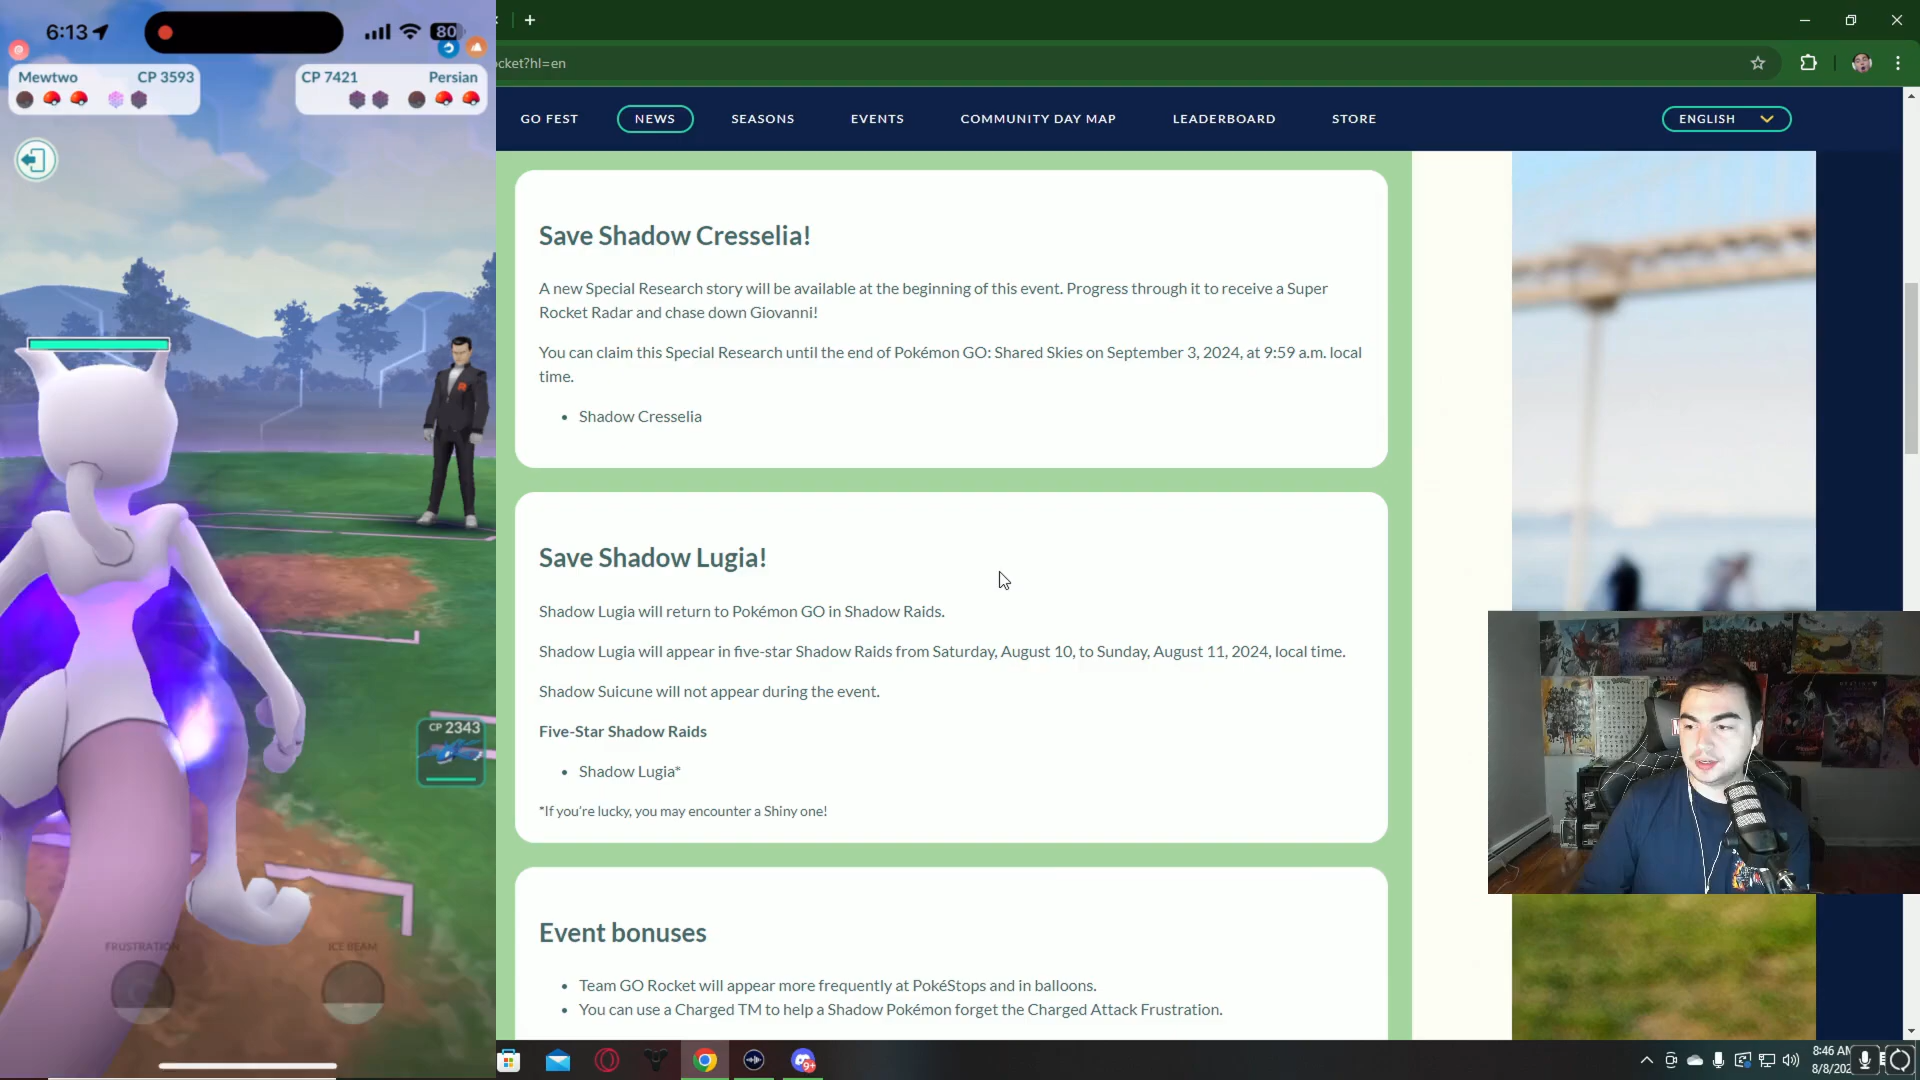 6:13
80
Mewtwo CP 3593
CP 7421 Persian
CP 2343
FRUSTRATION
ICE BEAM
ocket?hl=en
GO FEST NEWS SEASONS EVENTS COMMUNITY DAY MAP LEADERBOARD STORE ENGLISH
Save Shadow Cresselia!
A new Special Research story will be available at the beginning of this event. Progress through it to receive a Super
Rocket Radar and chase down Giovanni!
You can claim this Special Research until the end of Pokémon GO: Shared Skies on September 3, 2024, at 9:59 a.m. local
time.
• Shadow Cresselia
Save Shadow Lugia!
Shadow Lugia will return to Pokémon GO in Shadow Raids.
Shadow Lugia will appear in five-star Shadow Raids from Saturday, August 10, to Sunday, August 11, 2024, local time.
Shadow Suicune will not appear during the event.
Five-Star Shadow Raids
• Shadow Lugia*
*If you're lucky, you may encounter a Shiny one!
Event bonuses
• Team GO Rocket will appear more frequently at PokéStops and in balloons.
• You can use a Charged TM to help a Shadow Pokémon forget the Charged Attack Frustration.
9+
8:46 AM
8/8/202